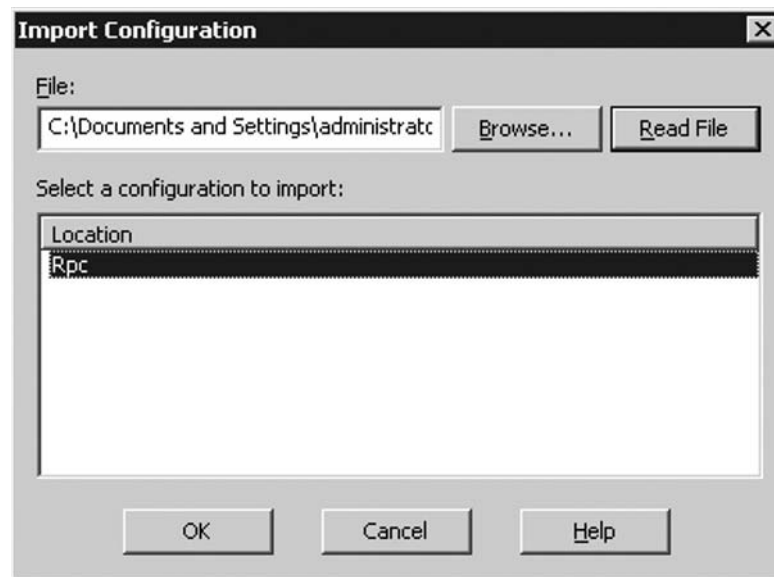 Import Configuration
File:
C:\Documents and Settings\administratc Browse... Read File
Select a configuration to import:
Location
Rpc
OK Cancel Help